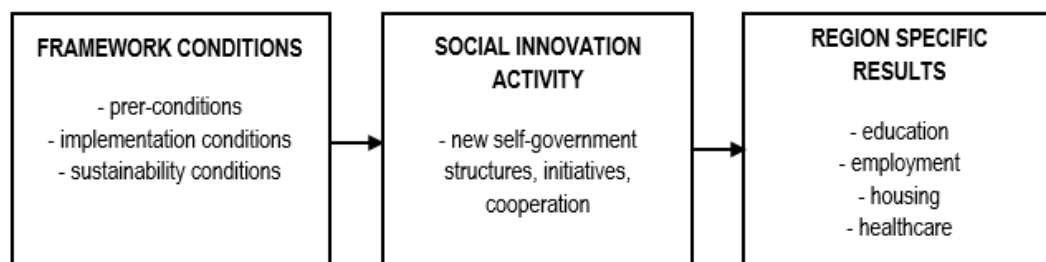 FRAMEWORK CONDITIONS
- prer-conditions
- implementation conditions
- sustainability conditions
SOCIAL INNOVATION
ACTIVITY
- new self-government
structures, initiatives,
cooperation
REGION SPECIFIC
RESULTS
- education
- employment
- housing
- healthcare